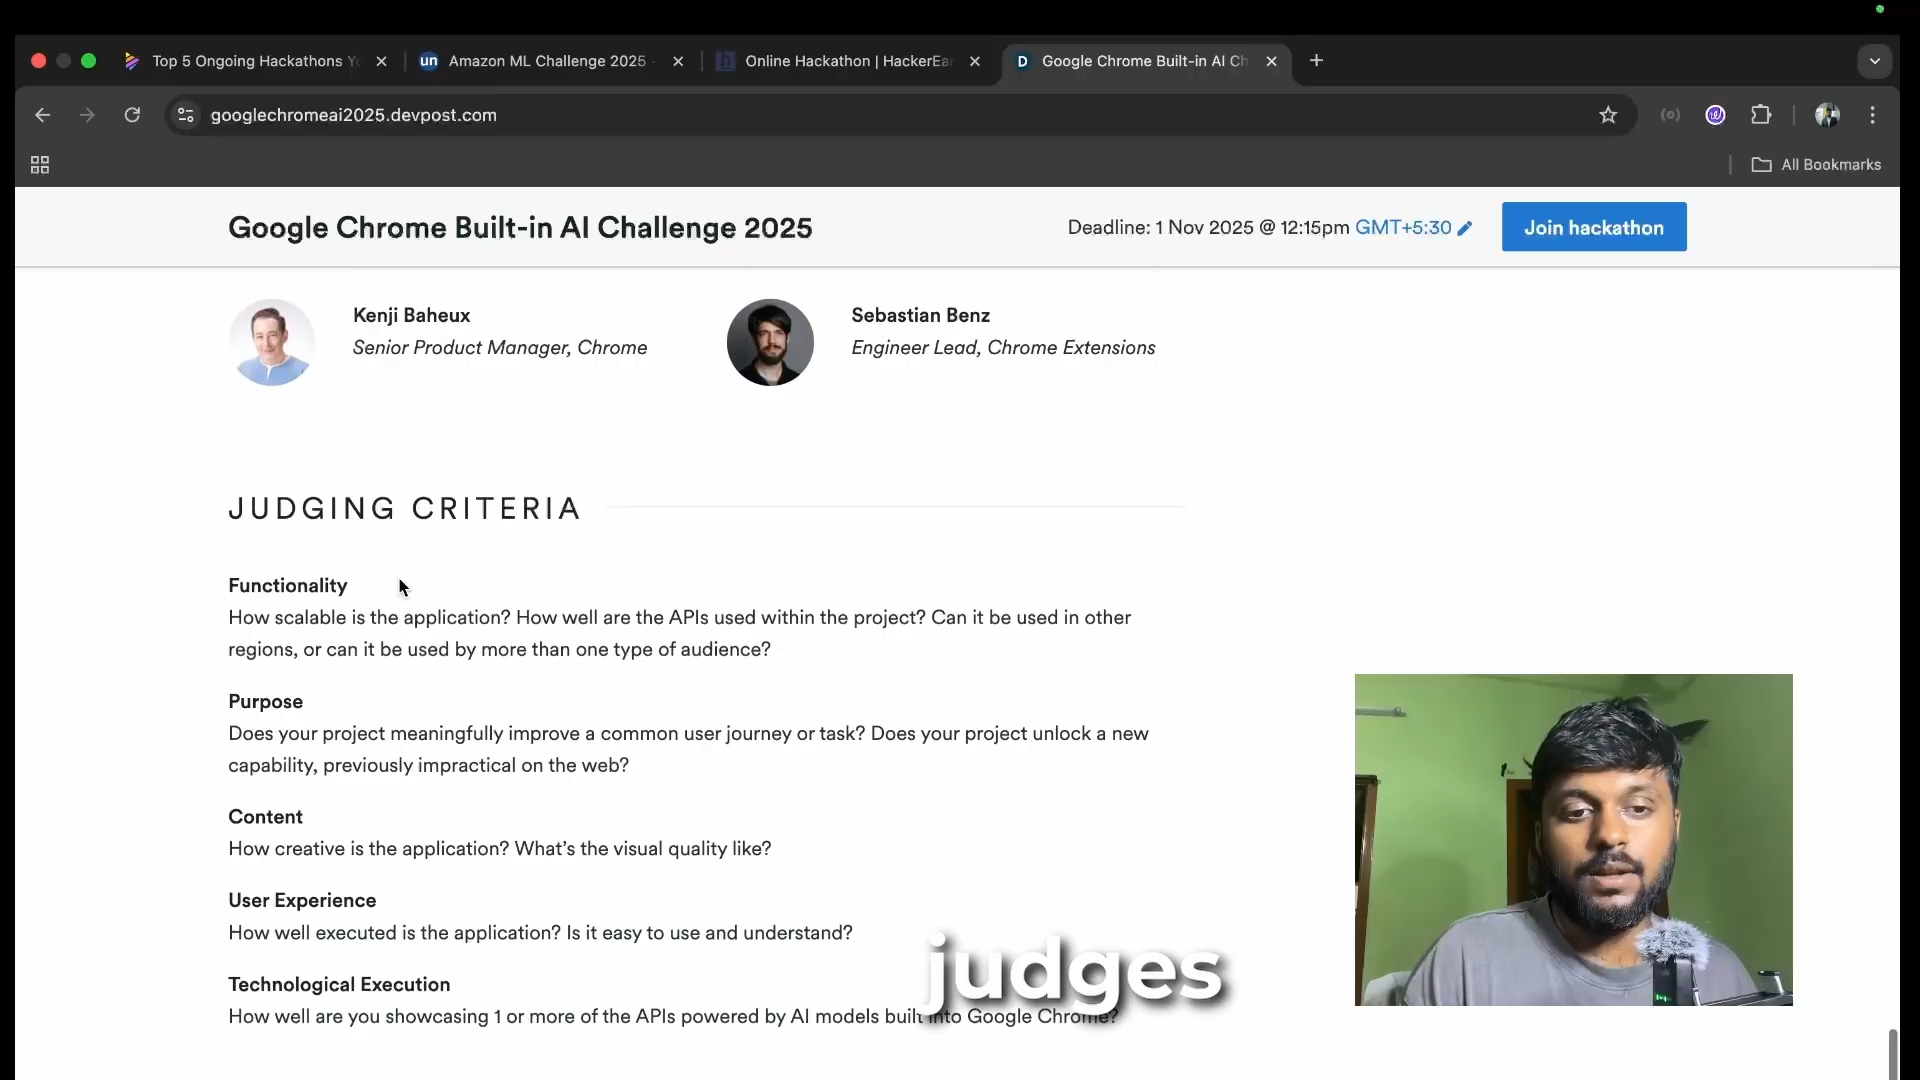 Top 5 Ongoing Hackathons Y
Amazon ML Challenge 2025 -
Online Hackathon | HackerEa
Google Chrome Built-in AI Ch
googlechromeai2025.devpost.com
All Bookmarks
Google Chrome Built-in AI Challenge 2025
Deadline: 1 Nov 2025 @ 12:15pm GMT+5:30
Join hackathon
Kenji Baheux
Senior Product Manager, Chrome
Sebastian Benz
Engineer Lead, Chrome Extensions
JUDGING CRITERIA
Functionality
How scalable is the application? How well are the APIs used within the project? Can it be used in other
regions, or can it be used by more than one type of audience?
Purpose
Does your project meaningfully improve a common user journey or task? Does your project unlock a new
capability, previously impractical on the web?
Content
How creative is the application? What's the visual quality like?
User Experience
How well executed is the application? Is it easy to use and understand?
judges
Technological Execution
How well are you showcasing 1 or more of the APIs powered by AI models built into Google Chrome?